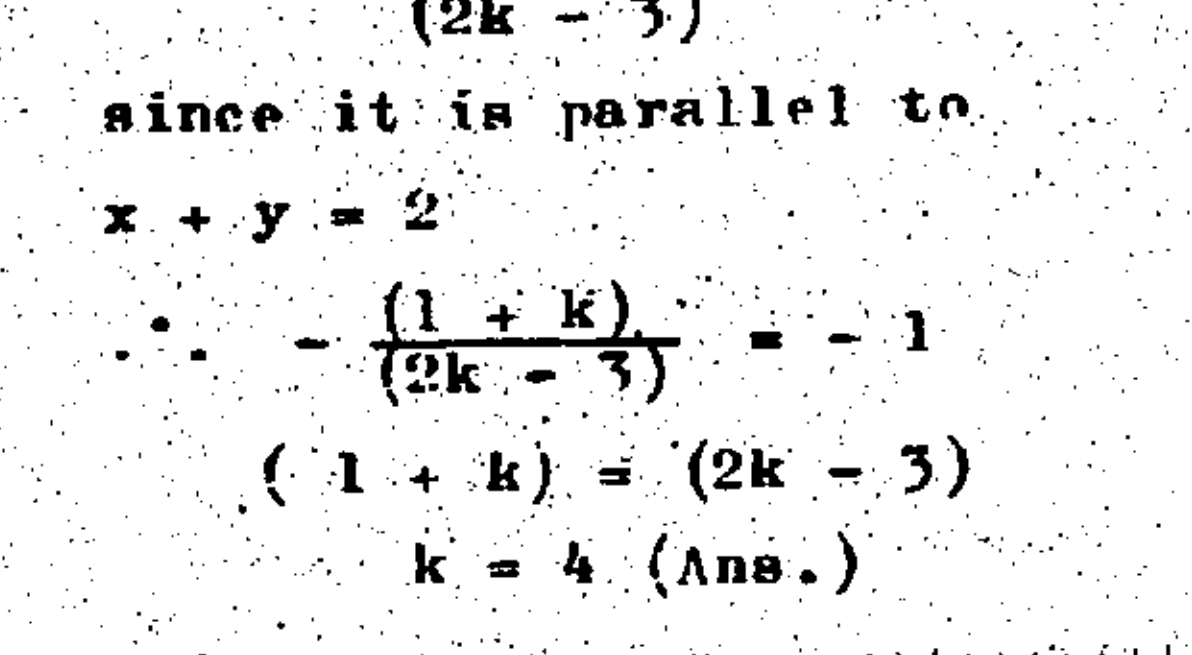 (2k - 3)
since it is parallel to
x + y = 2
∴ - (1 + k) / (2k - 3) = - 1
( 1 + k) = (2k - 3)
k = 4 (Ans.)